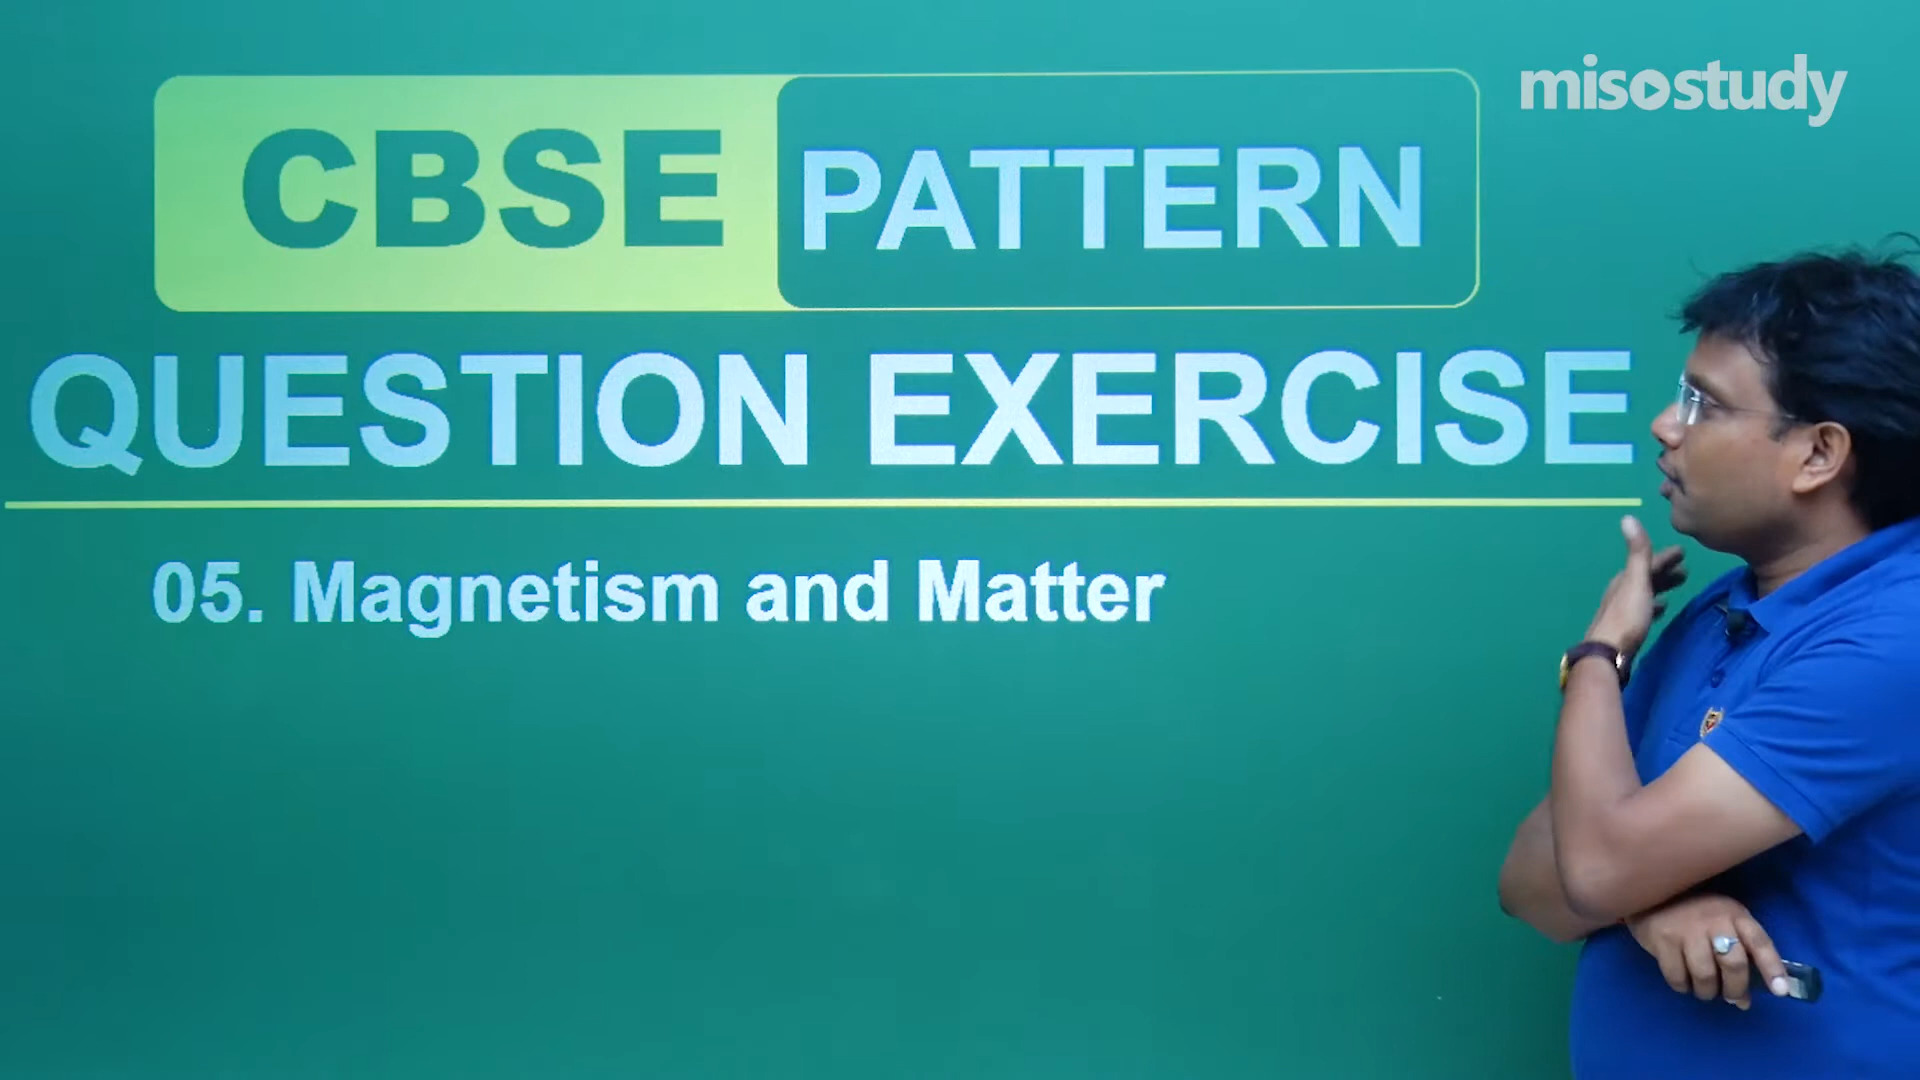 misostudy
CBSE PATTERN
QUESTION EXERCISE
05. Magnetism and Matter